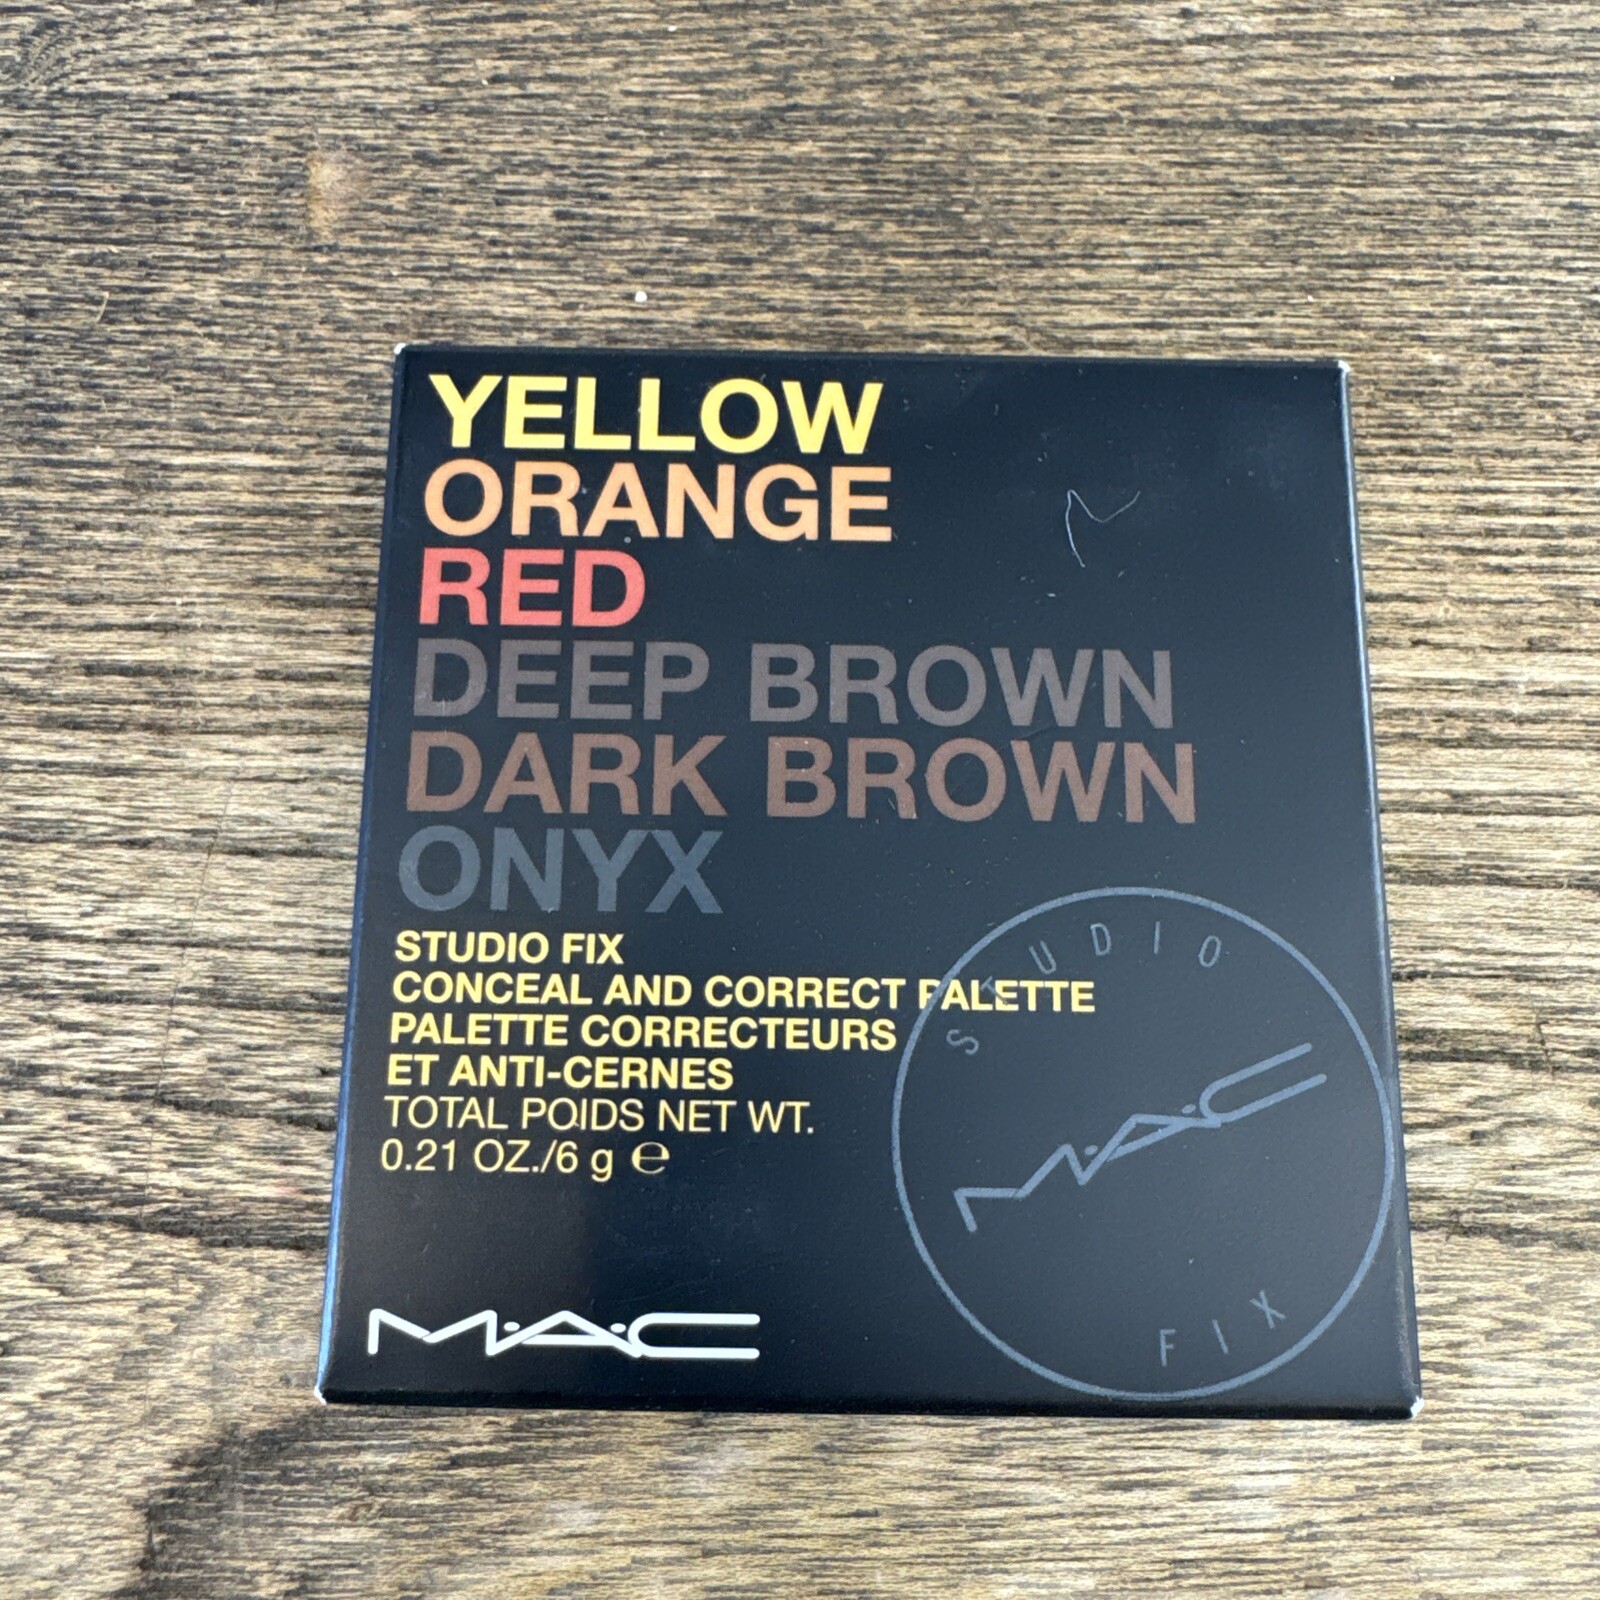 YELLOW
ORANGE
RED
DEEP BROWN
DARK BROWN
ONYX
STUDIO FIX
CONCEAL AND CORRECT PALETTE
PALETTE CORRECTEURS
ET ANTI-CERNES
TOTAL POIDS NET WT.
0.21 OZ./6 g ℮
M·A·C
STUDIO
M·A·C
FIX